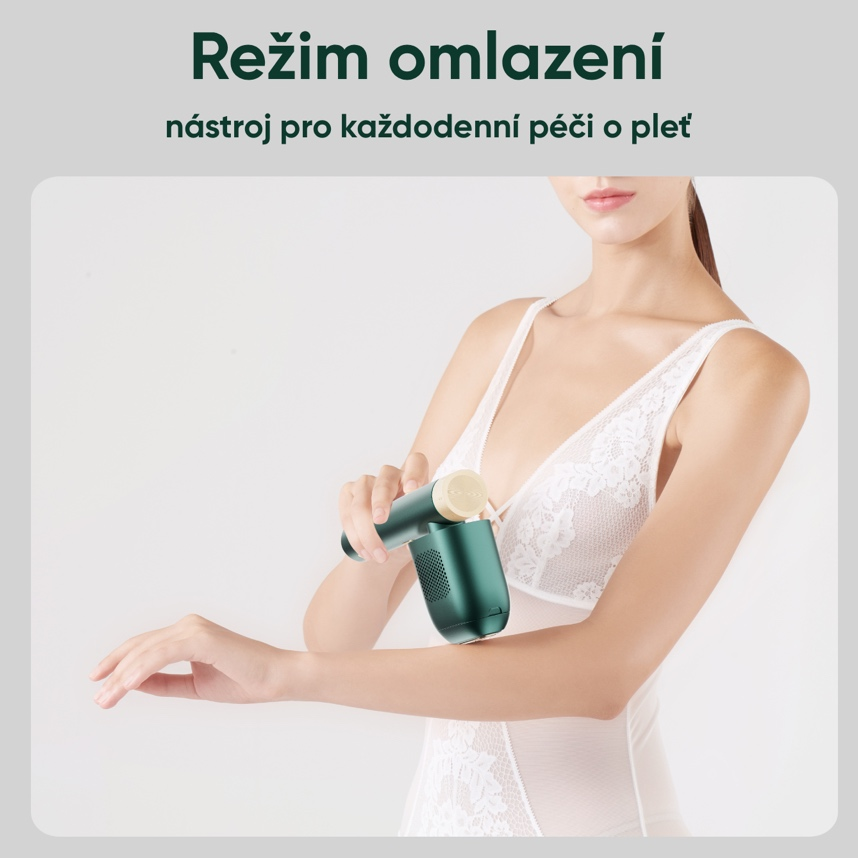 Režim omlazení
nástroj pro každodenní péči o pleť